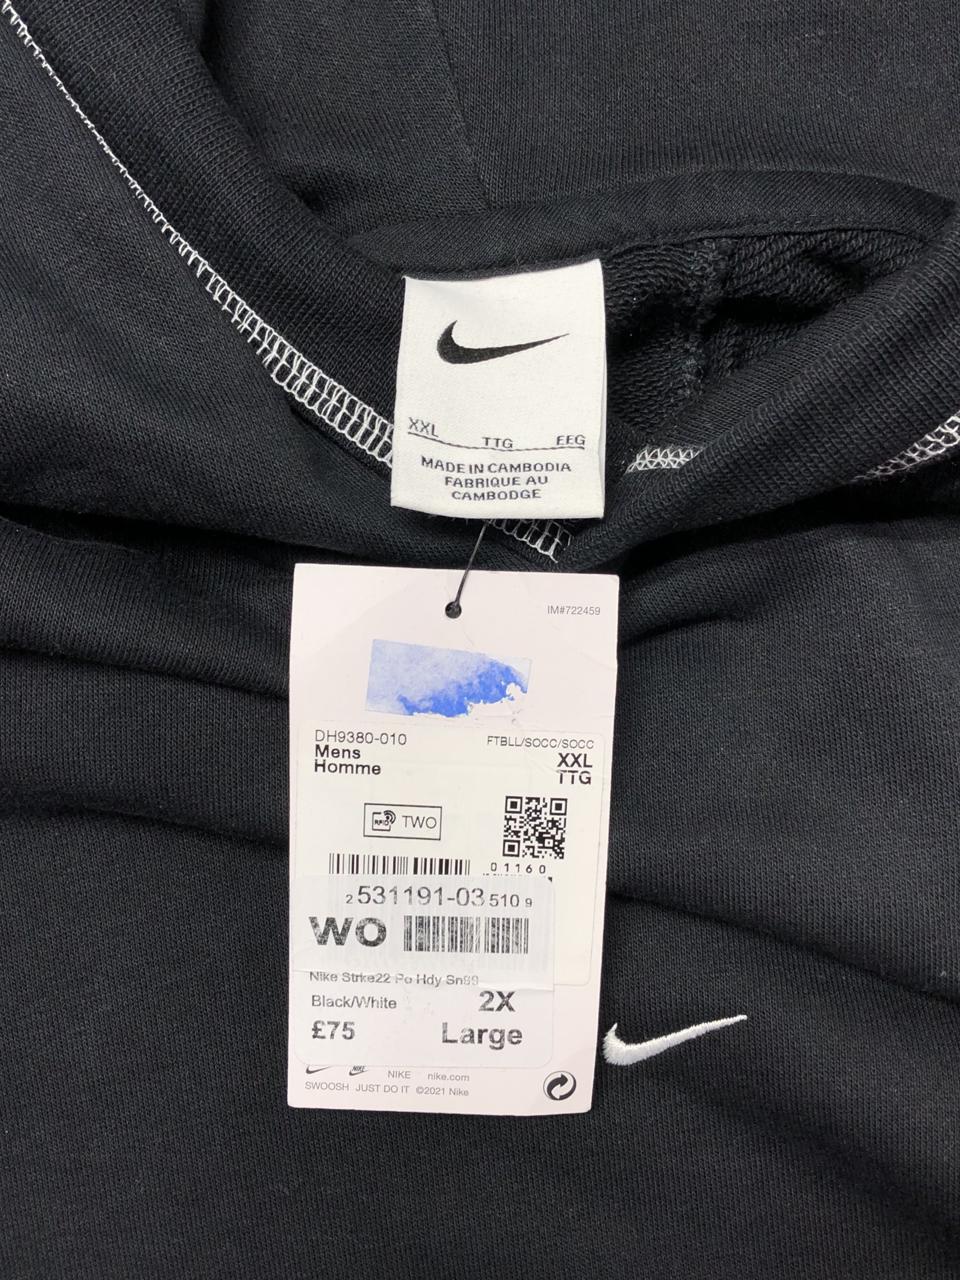 XXL TTG EEG
MADE IN CAMBODIA
FABRIQUE AU
CAMBODGE
IM#722459
DH9380-010 FTBLL/SOCC/SOCC
Mens XXL
Homme TTG
RFID TWO
01160
2 531191-03 510 9
WO
Nike Strke22 Po Hdy Sn99
Black/White 2X
£75 Large
NIKE nike.com
SWOOSH JUST DO IT ©2021 Nike